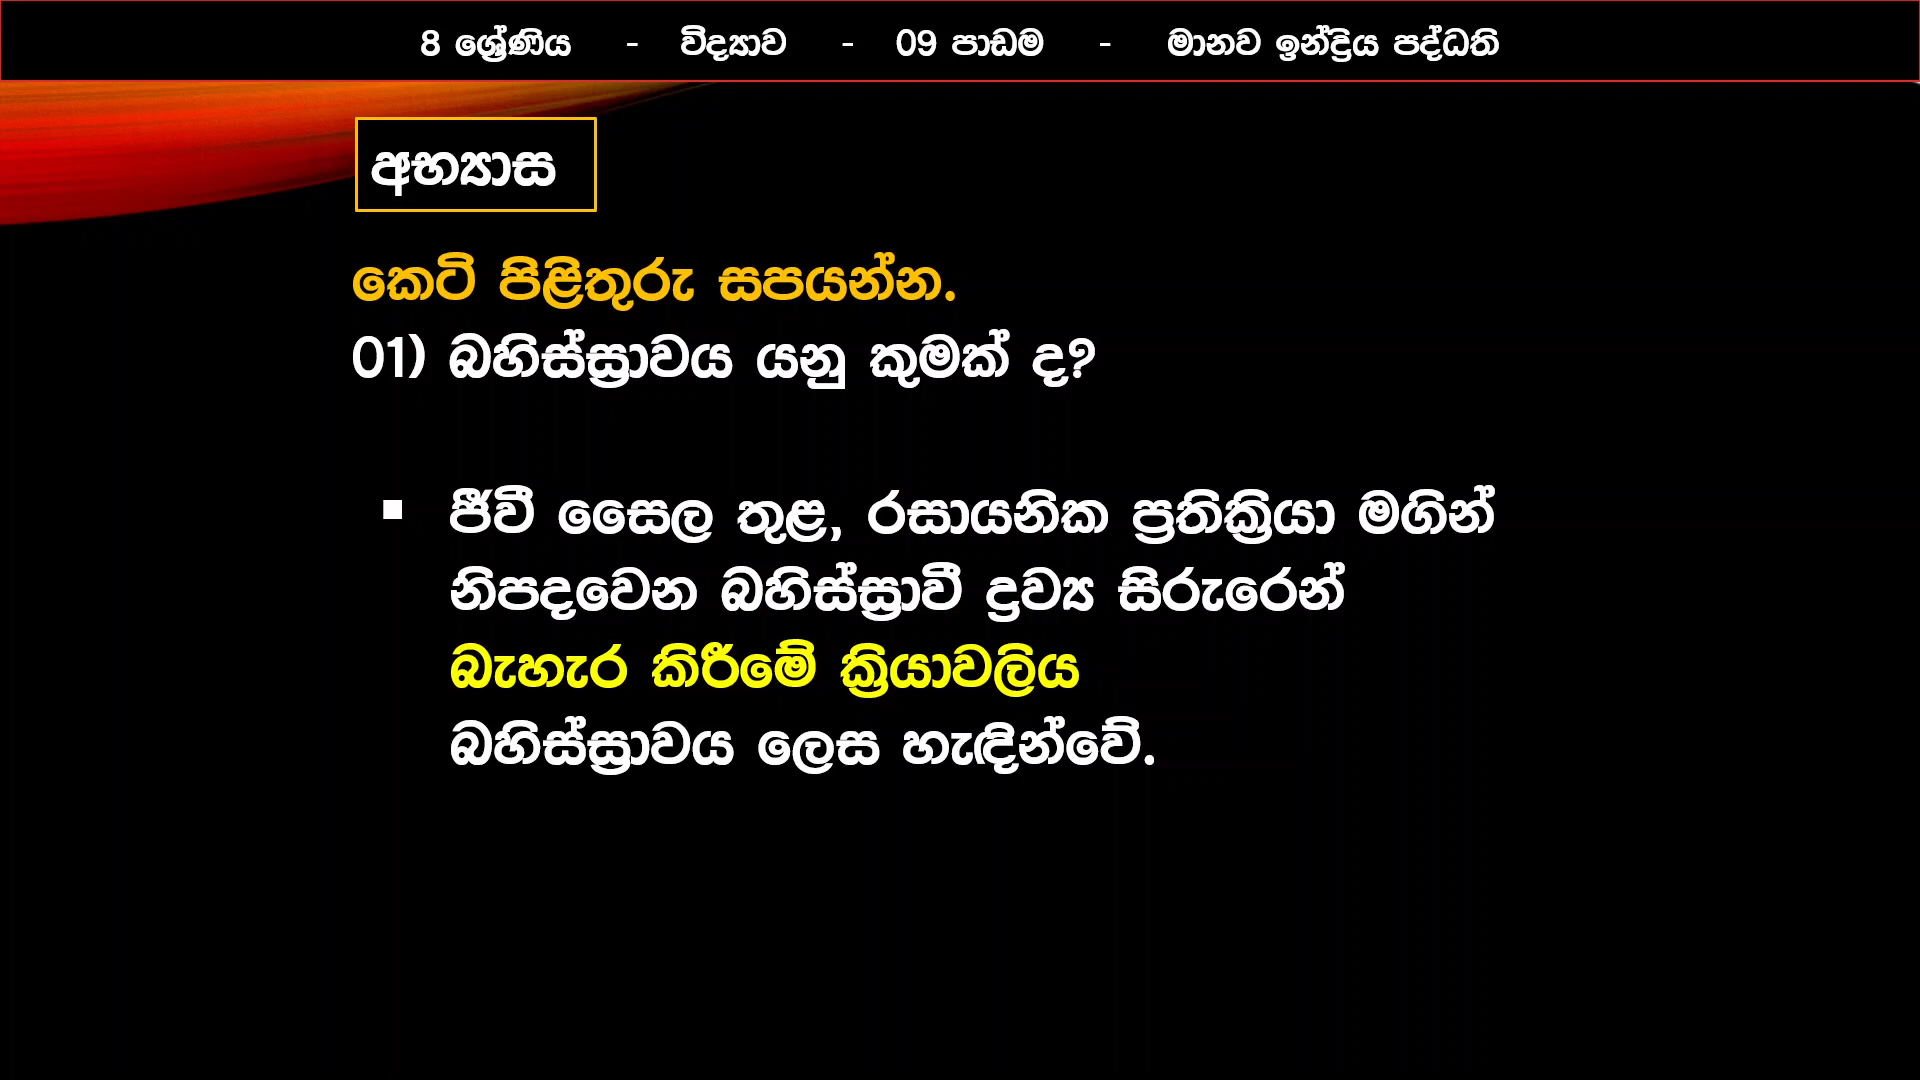 8 ශ්‍රේණිය - විද්‍යාව - 09 පාඩම - මානව ඉන්ද්‍රිය පද්ධති
අභ්‍යාස
කෙටි පිළිතුරු සපයන්න.
01) බහිස්ස්‍රාවය යනු කුමක් ද?
▪ ජීවී සෛල තුළ, රසායනික ප්‍රතික්‍රියා මගින්
නිපදවෙන බහිස්ස්‍රාවී ද්‍රව්‍ය සිරුරෙන්
බැහැර කිරීමේ ක්‍රියාවලිය
බහිස්ස්‍රාවය ලෙස හැඳින්වේ.